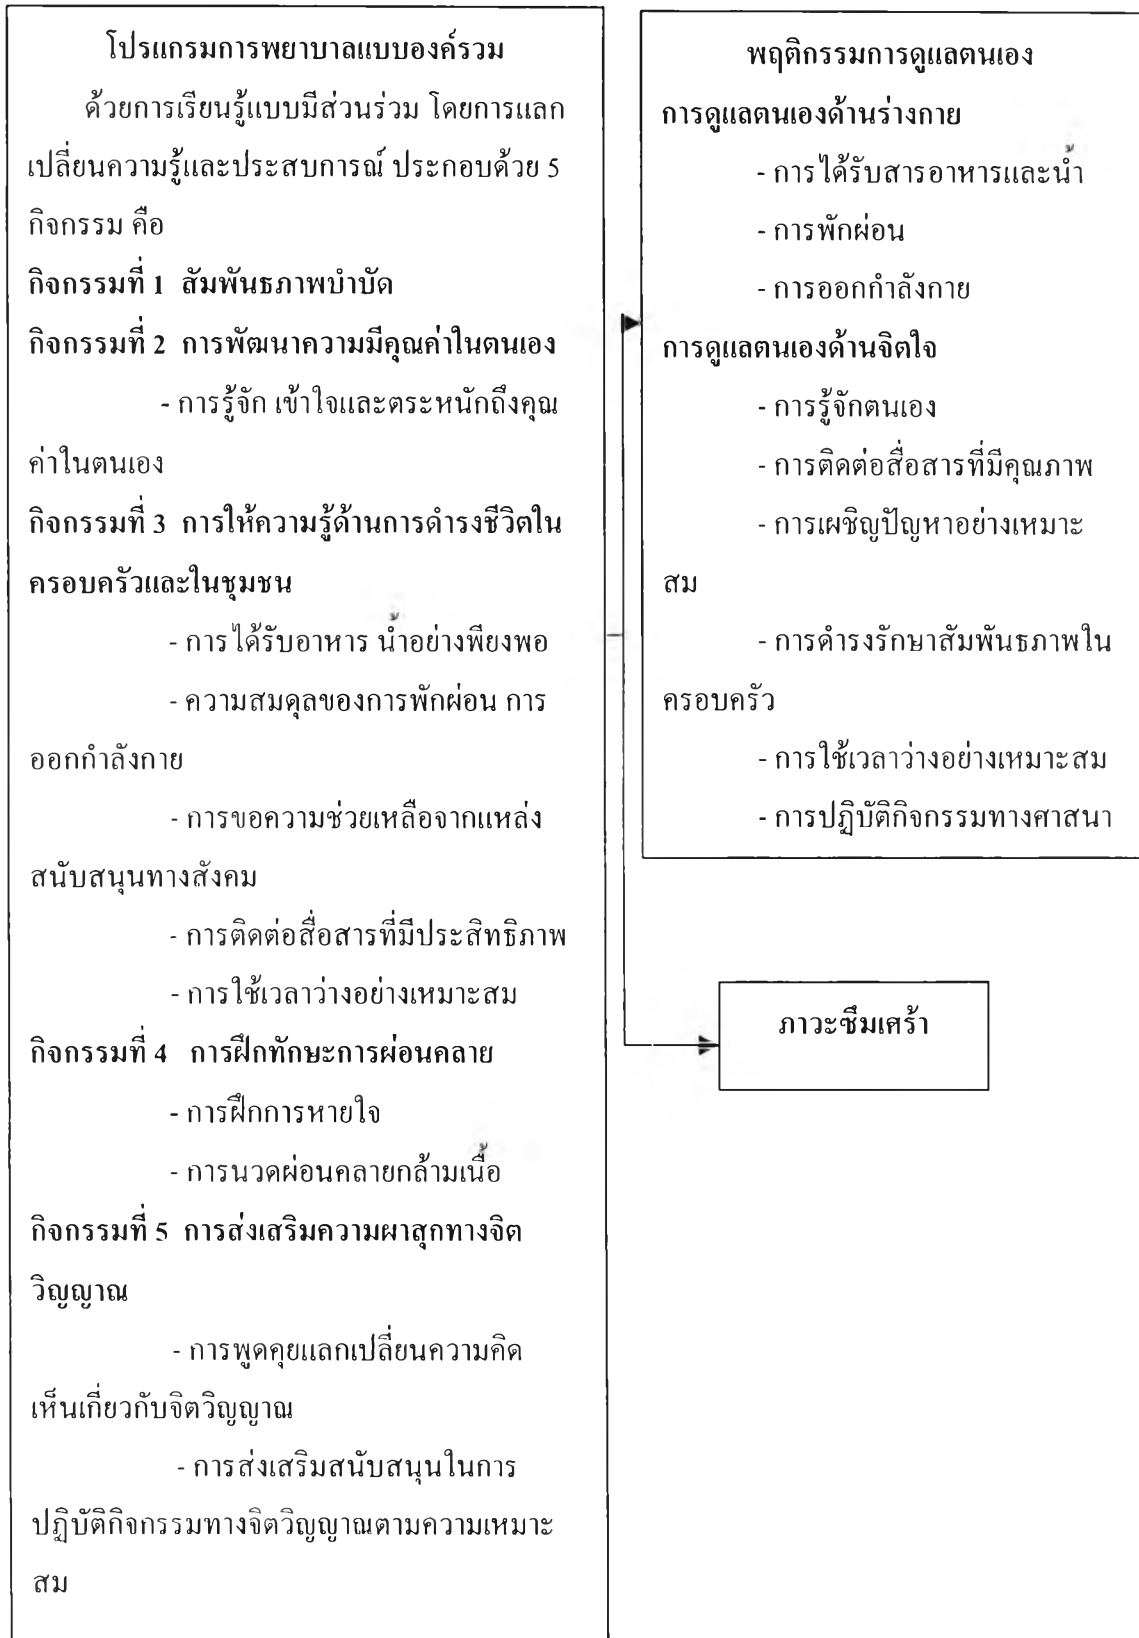 โปรแกรมการพยาบาลแบบองค์รวม
ด้วยการเรียนรู้แบบมีส่วนร่วม โดยการแลก
เปลี่ยนความรู้และประสบการณ์ ประกอบด้วย 5
กิจกรรม คือ
กิจกรรมที่ 1 สัมพันธภาพบำบัด
กิจกรรมที่ 2 การพัฒนาความมีคุณค่าในตนเอง
- การรู้จัก เข้าใจและตระหนักถึงคุณ
ค่าในตนเอง
กิจกรรมที่ 3 การให้ความรู้ด้านการดำรงชีวิตใน
ครอบครัวและในชุมชน
- การได้รับอาหาร น้ำอย่างพียงพอ
- ความสมดุลของการพักผ่อน การ
ออกกำลังกาย
- การขอความช่วยเหลือจากแหล่ง
สนับสนุนทางสังคม
- การติดต่อสื่อสารที่มีประสิทธิภาพ
- การใช้เวลาว่างอย่างเหมาะสม
กิจกรรมที่ 4 การฝึกทักษะการผ่อนคลาย
- การฝึกการหายใจ
- การนวดผ่อนคลายกล้ามเนื้อ
กิจกรรมที่ 5 การส่งเสริมความผาสุกทางจิต
วิญญาณ
- การพูดคุยแลกเปลี่ยนความคิด
เห็นเกี่ยวกับจิตวิญญาณ
- การส่งเสริมสนับสนุนในการ
ปฏิบัติกิจกรรมทางจิตวิญญาณตามความเหมาะ
สม
พฤติกรรมการดูแลตนเอง
การดูแลตนเองด้านร่างกาย
- การได้รับสารอาหารและน้ำ
- การพักผ่อน
- การออกกำลังกาย
การดูแลตนเองด้านจิตใจ
- การรู้จักตนเอง
- การติดต่อสื่อสารที่มีคุณภาพ
- การเผชิญปัญหาอย่างเหมาะ
สม
- การดำรงรักษาสัมพันธภาพใน
ครอบครัว
- การใช้เวลาว่างอย่างเหมาะสม
- การปฏิบัติกิจกรรมทางศาสนา
ภาวะซึมเศร้า